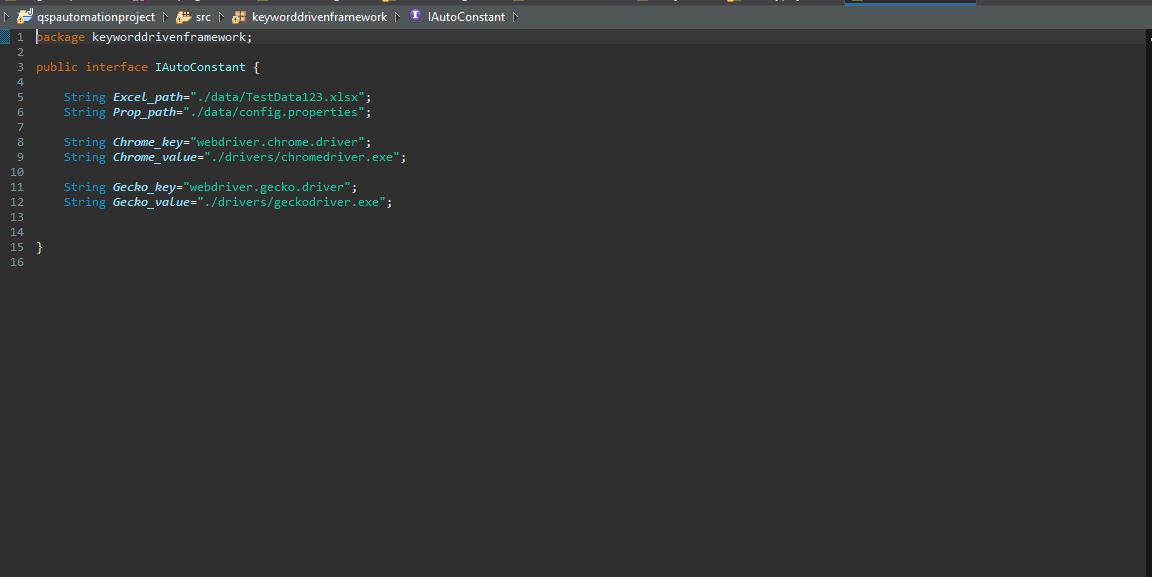 qspautomationproject src keyworddrivenframework IAutoConstant
1 package keyworddrivenframework;
2
3 public interface IAutoConstant {
4
5 String Excel_path="./data/TestData123.xlsx";
6 String Prop_path="./data/config.properties";
7
8 String Chrome_key="webdriver.chrome.driver";
9 String Chrome_value="./drivers/chromedriver.exe";
10
11 String Gecko_key="webdriver.gecko.driver";
12 String Gecko_value="./drivers/geckodriver.exe";
13
14
15 }
16